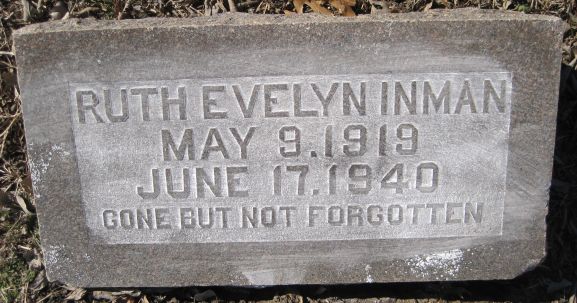 RUTH EVELYN INMAN
MAY 9.1919
JUNE 17.1940
GONE BUT NOT FORGOTTEN